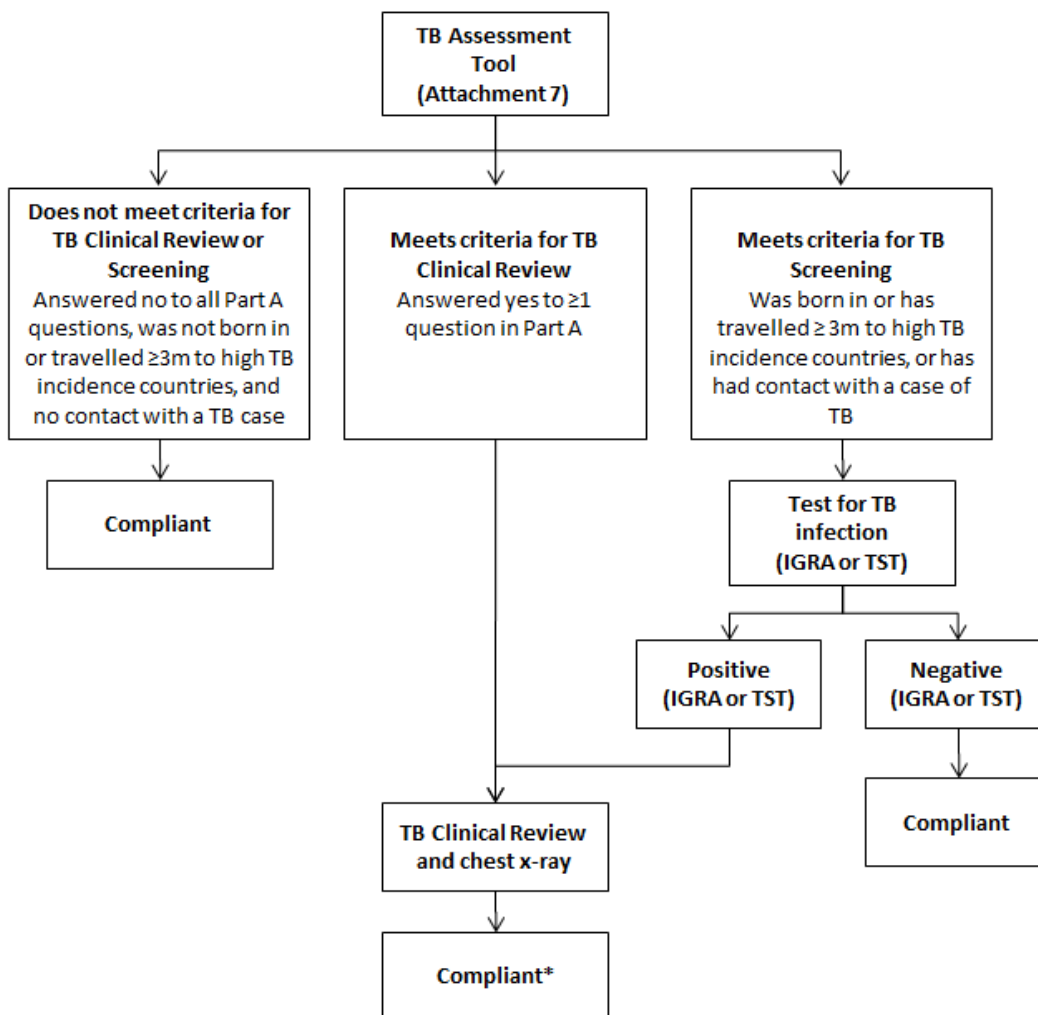 TB Assessment
Tool
(Attachment 7)
Does not meet criteria for
TB Clinical Review or
Screening
Answered no to all Part A
questions, was not born in
or travelled ≥3m to high TB
incidence countries, and
no contact with a TB case
Meets criteria for TB
Clinical Review
Answered yes to ≥1
question in Part A
Meets criteria for TB
Screening
Was born in or has
travelled ≥ 3m to high TB
incidence countries, or has
had contact with a case of
TB
Compliant
Test for TB
infection
(IGRA or TST)
Positive
(IGRA or TST)
Negative
(IGRA or TST)
TB Clinical Review
and chest x-ray
Compliant
Compliant*